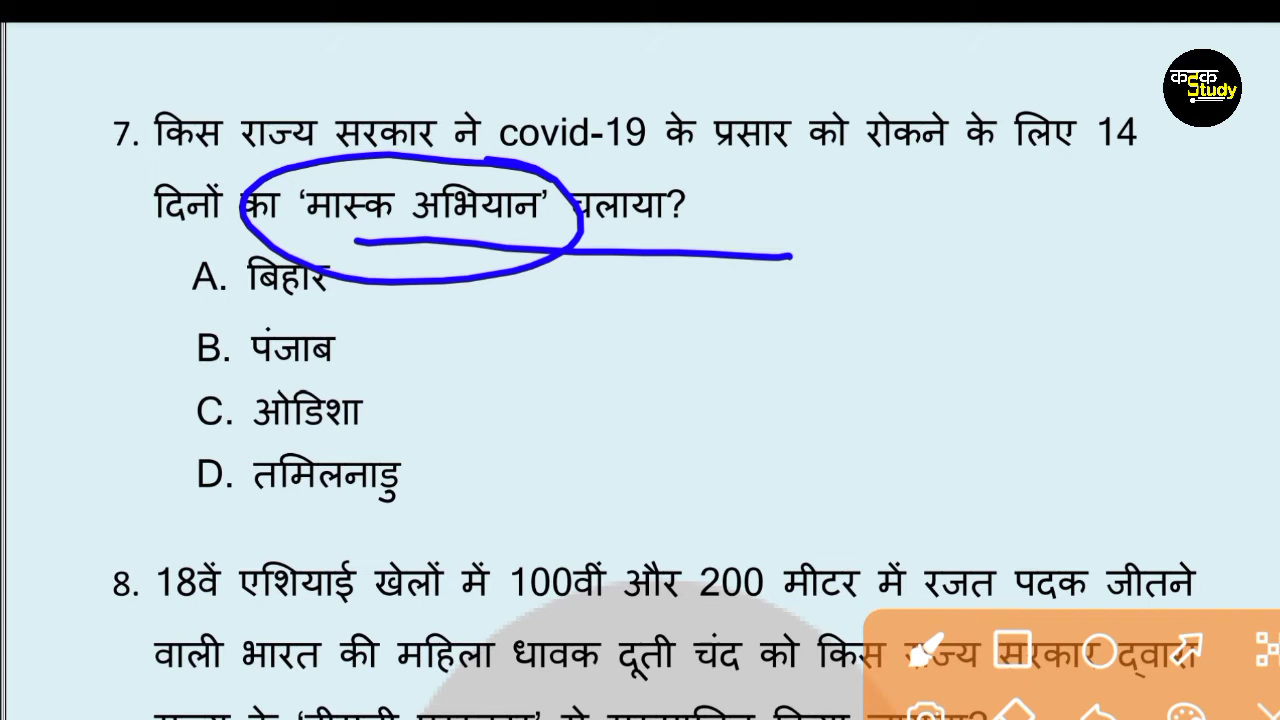 कडक
Study
7. किस राज्य सरकार ने covid-19 के प्रसार को रोकने के लिए 14
दिनों का ‘मास्क अभियान’ चलाया?
A. बिहार
B. पंजाब
C. ओडिशा
D. तमिलनाडु
8. 18वें एशियाई खेलों में 100वीं और 200 मीटर में रजत पदक जीतने
वाली भारत की महिला धावक दूती चंद को किस राज्य सरकार द्वारा